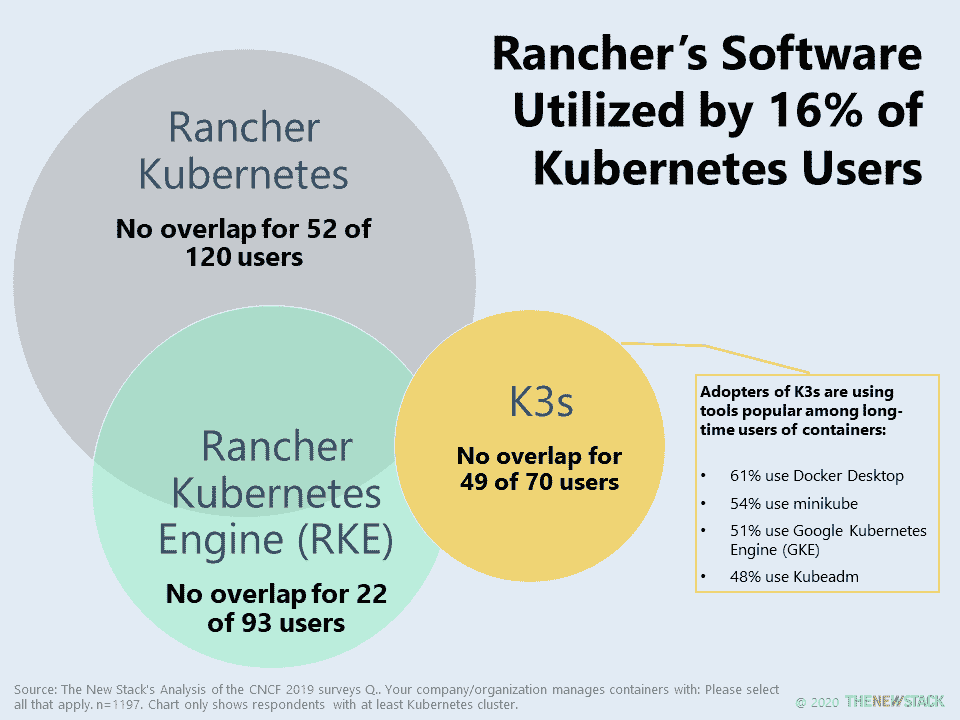 Rancher’s Software
Utilized by 16% of
Kubernetes Users
Rancher
Kubernetes
No overlap for 52 of
120 users
K3s
No overlap for
49 of 70 users
Rancher
Kubernetes
Engine (RKE)
No overlap for 22
of 93 users
Adopters of K3s are using
tools popular among long-
time users of containers:
• 61% use Docker Desktop
• 54% use minikube
• 51% use Google Kubernetes
Engine (GKE)
• 48% use Kubeadm
Source: The New Stack's Analysis of the CNCF 2019 surveys Q.. Your company/organization manages containers with: Please select
all that apply. n=1197. Chart only shows respondents with at least Kubernetes cluster.
@ 2020 THENEWSTACK